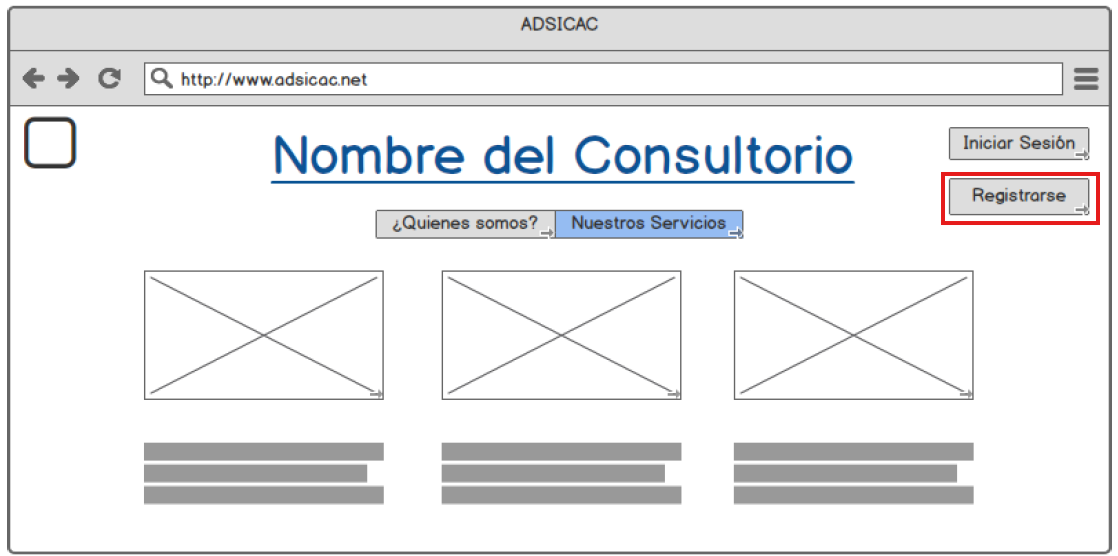 ADSICAC
http://www.adsicac.net
Nombre del Consultorio
Iniciar Sesión
Registrarse
¿Quienes somos?
Nuestros Servicios